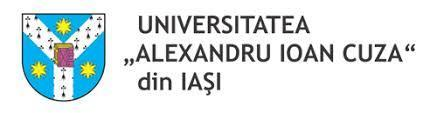 UNIVERSITATEA
„ALEXANDRU IOAN CUZA“
din IAŞI